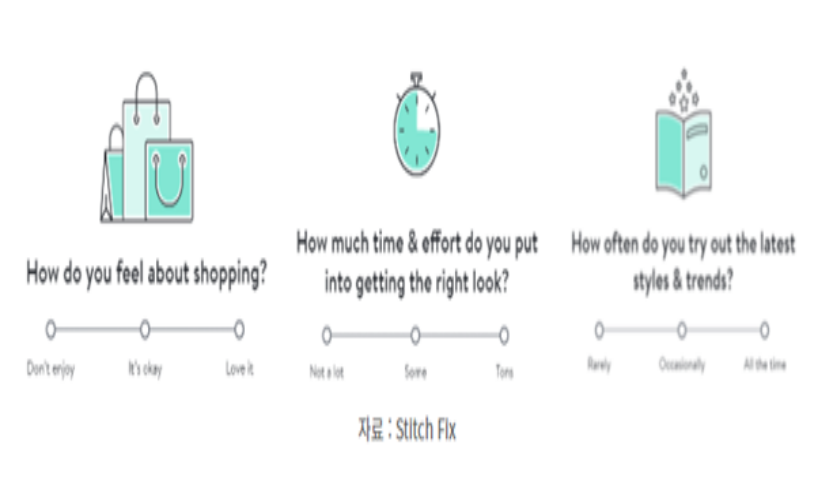 How do you feel about shopping?
Don't enjoy
It's okay
Love it
How much time & effort do you put
into getting the right look?
Not a lot
Some
Tons
How often do you try out the latest
styles & trends?
Rarely
Occasionally
All the time
자료 : Stitch Fix